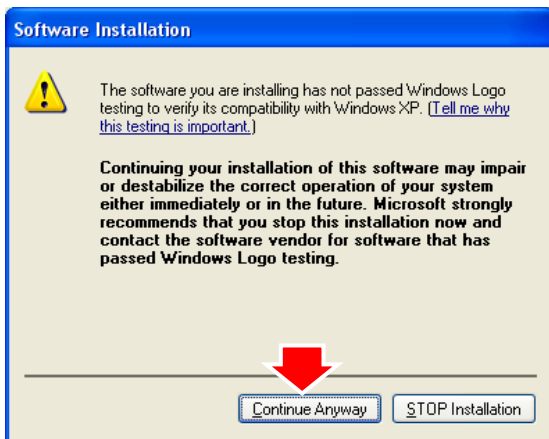 Software Installation
The software you are installing has not passed Windows Logo
testing to verify its compatibility with Windows XP. (Tell me why
this testing is important.)
Continuing your installation of this software may impair
or destabilize the correct operation of your system
either immediately or in the future. Microsoft strongly
recommends that you stop this installation now and
contact the software vendor for software that has
passed Windows Logo testing.
Continue Anyway
STOP Installation